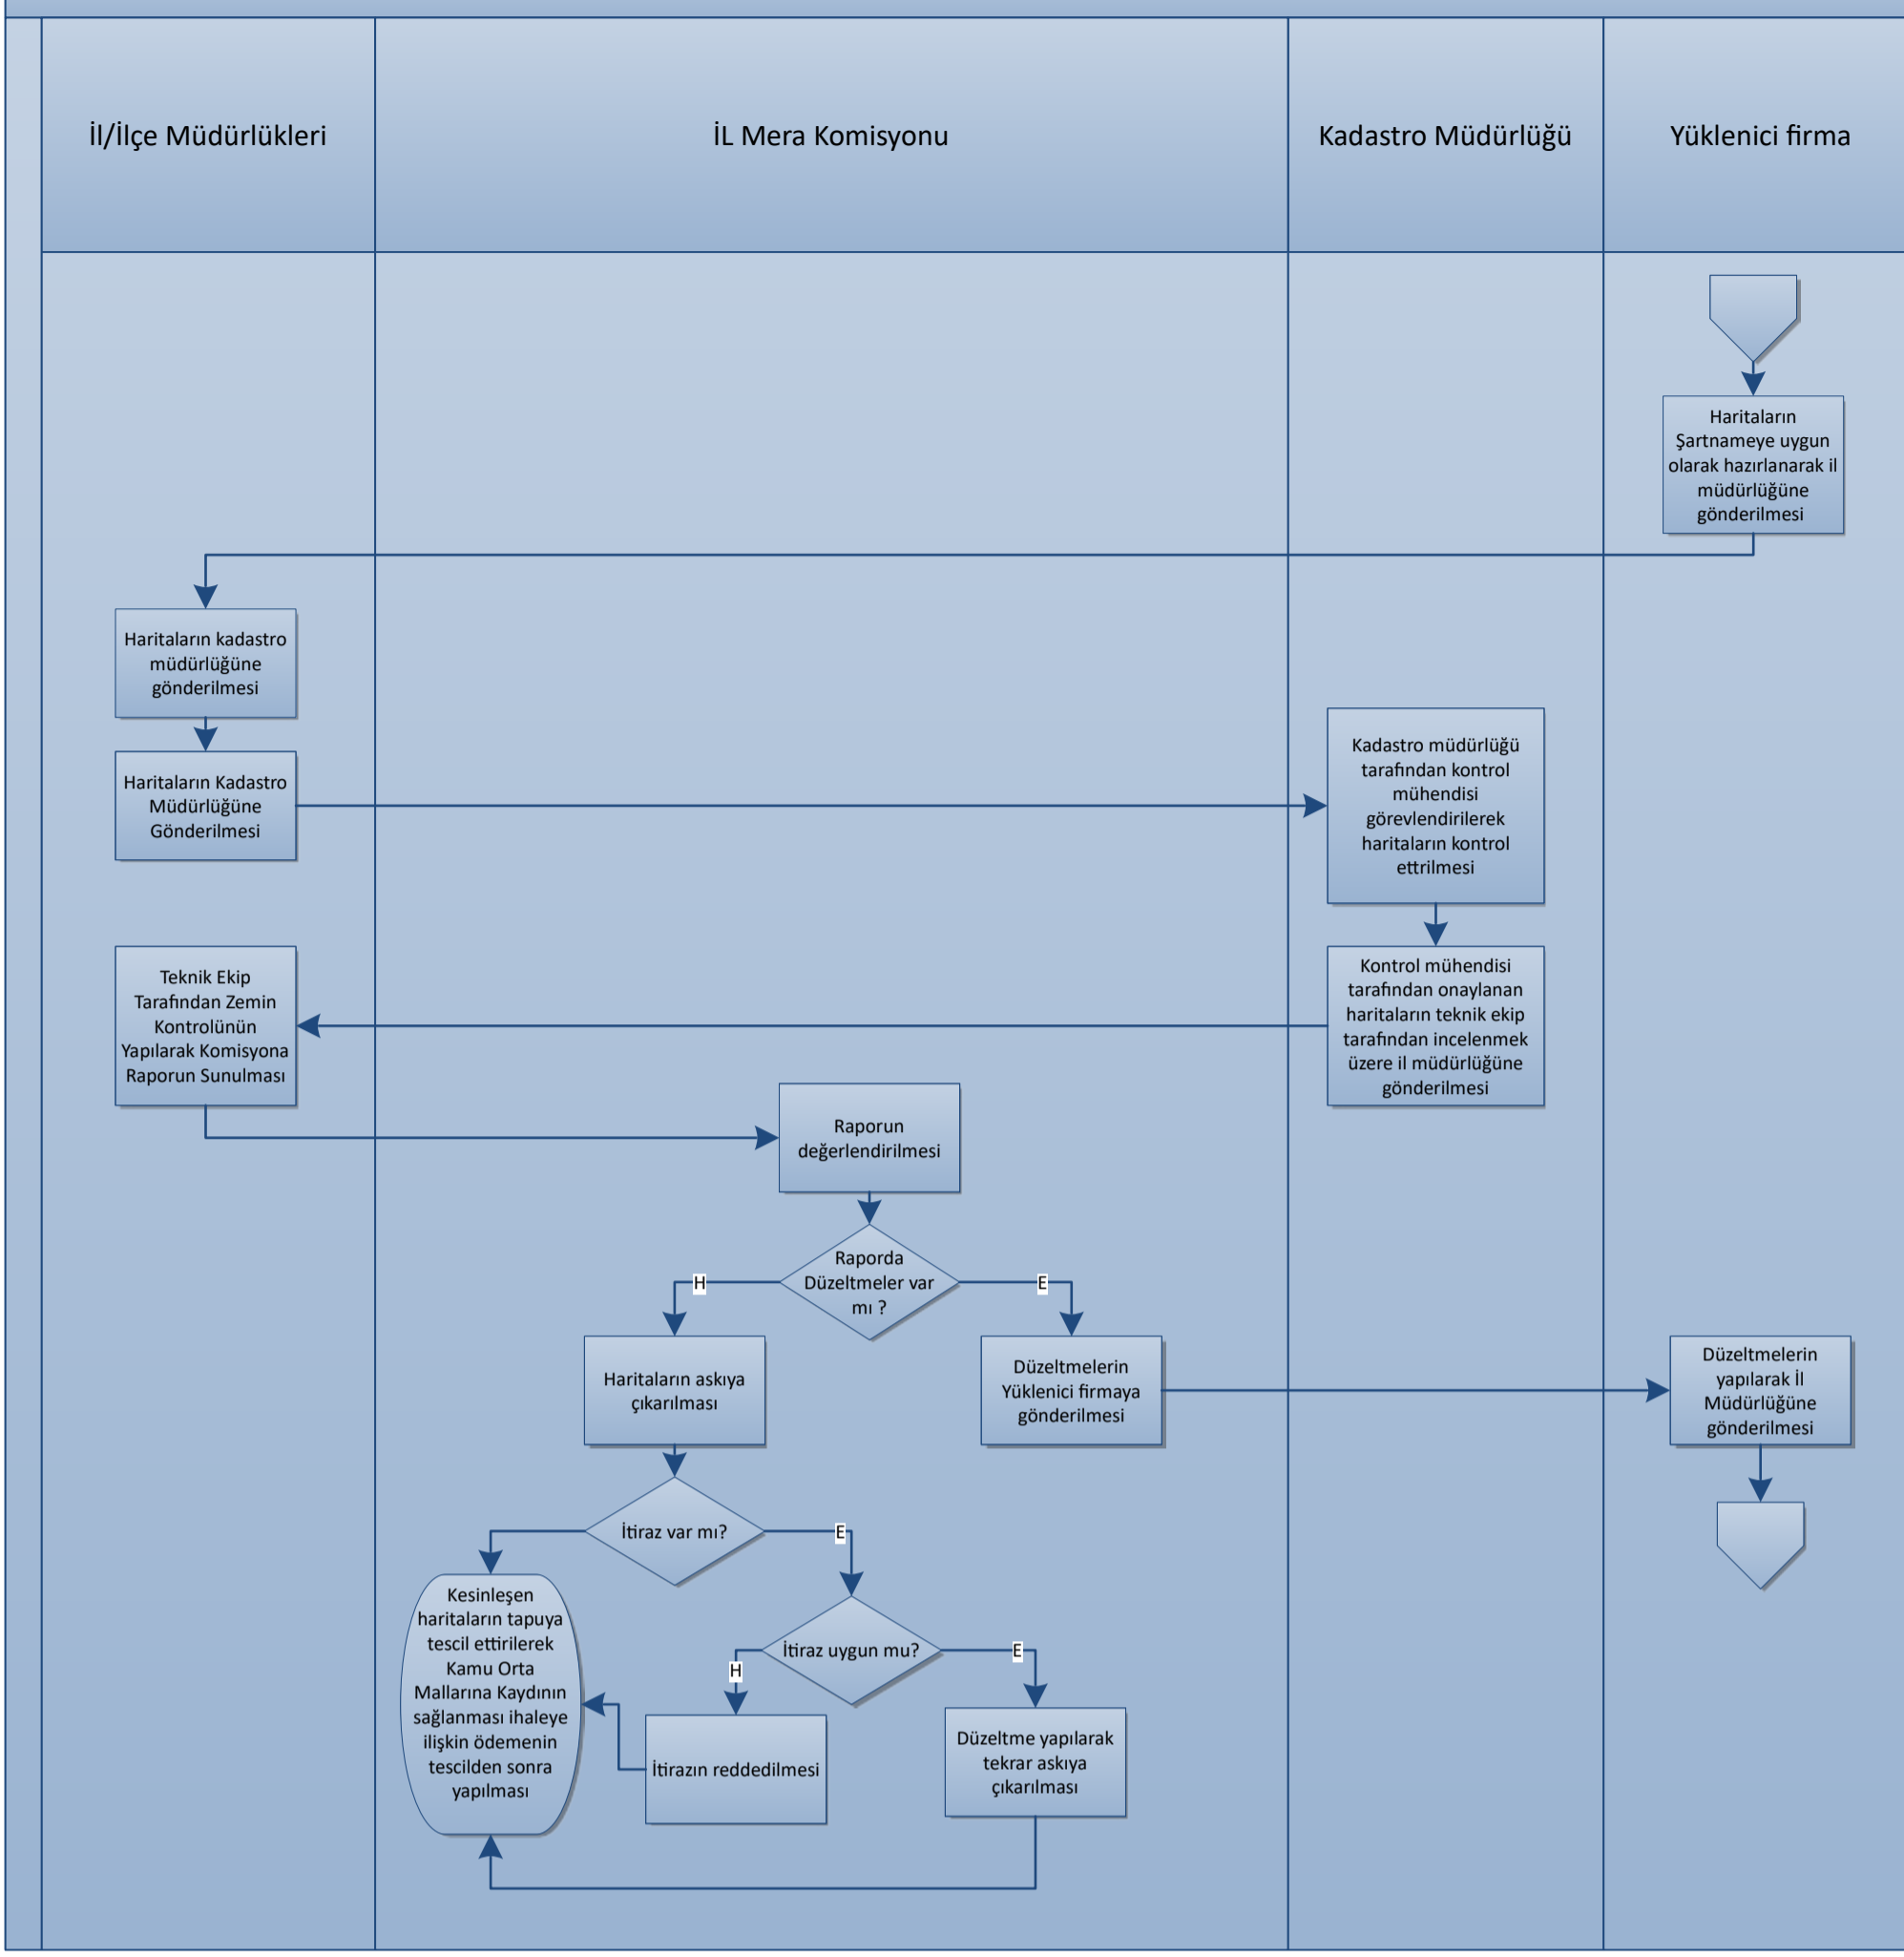 İl/İlçe Müdürlükleri
İL Mera Komisyonu
Kadastro Müdürlüğü
Yüklenici firma
Haritaların
Şartnameye uygun
olarak hazırlanarak il
müdürlüğüne
gönderilmesi
Haritaların kadastro
müdürlüğüne
gönderilmesi
Haritaların Kadastro
Müdürlüğüne
Gönderilmesi
Kadastro müdürlüğü
tarafından kontrol
mühendisi
görevlendirilerek
haritaların kontrol
ettrilmesi
Teknik Ekip
Tarafından Zemin
Kontrolünün
Yapılarak Komisyona
Raporun Sunulması
Kontrol mühendisi
tarafından onaylanan
haritaların teknik ekip
tarafından incelenmek
üzere il müdürlüğüne
gönderilmesi
Raporun
değerlendirilmesi
Raporda
Düzeltmeler var
mı ?
H
E
Haritaların askıya
çıkarılması
Düzeltmelerin
Yüklenici firmaya
gönderilmesi
Düzeltmelerin
yapılarak İl
Müdürlüğüne
gönderilmesi
İtiraz var mı?
E
Kesinleşen
haritaların tapuya
tescil ettirilerek
Kamu Orta
Mallarına Kaydının
sağlanması ihaleye
ilişkin ödemenin
tescilden sonra
yapılması
İtiraz uygun mu?
H
E
İtirazın reddedilmesi
Düzeltme yapılarak
tekrar askıya
çıkarılması